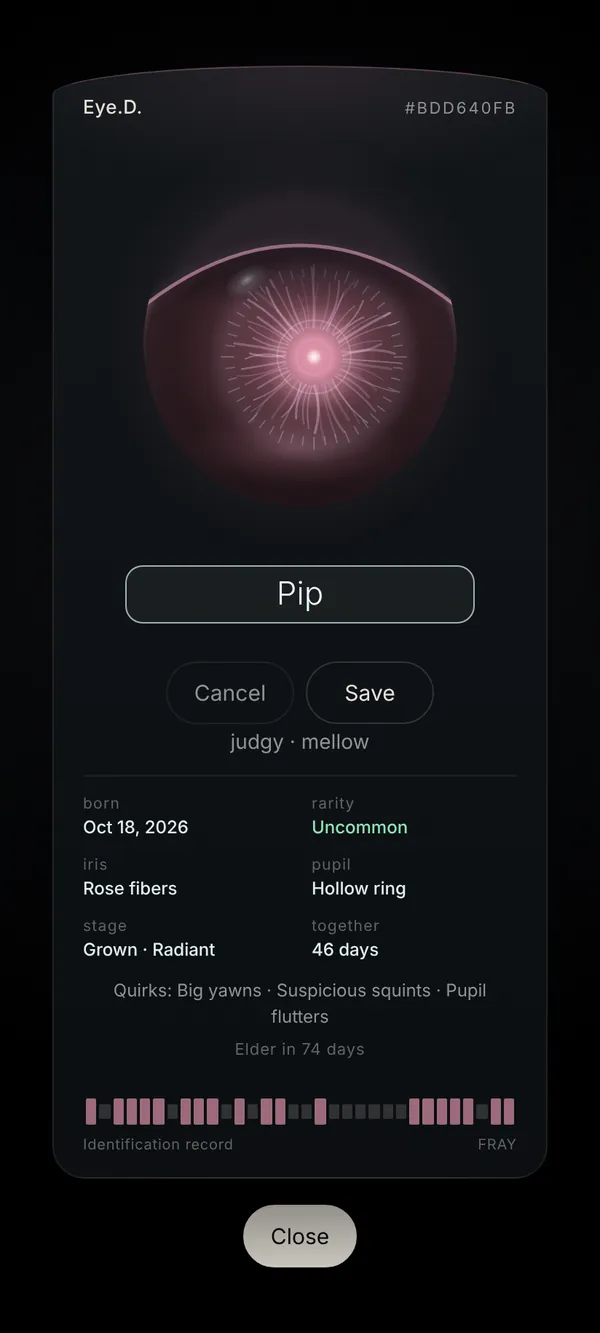 Eye.D.
#BDD640FB
Pip
Cancel
Save
judgy · mellow
born
rarity
Oct 18, 2026
Uncommon
iris
pupil
Rose fibers
Hollow ring
stage
together
Grown · Radiant
46 days
Quirks: Big yawns · Suspicious squints · Pupil
flutters
Elder in 74 days
Identification record
FRAY
Close